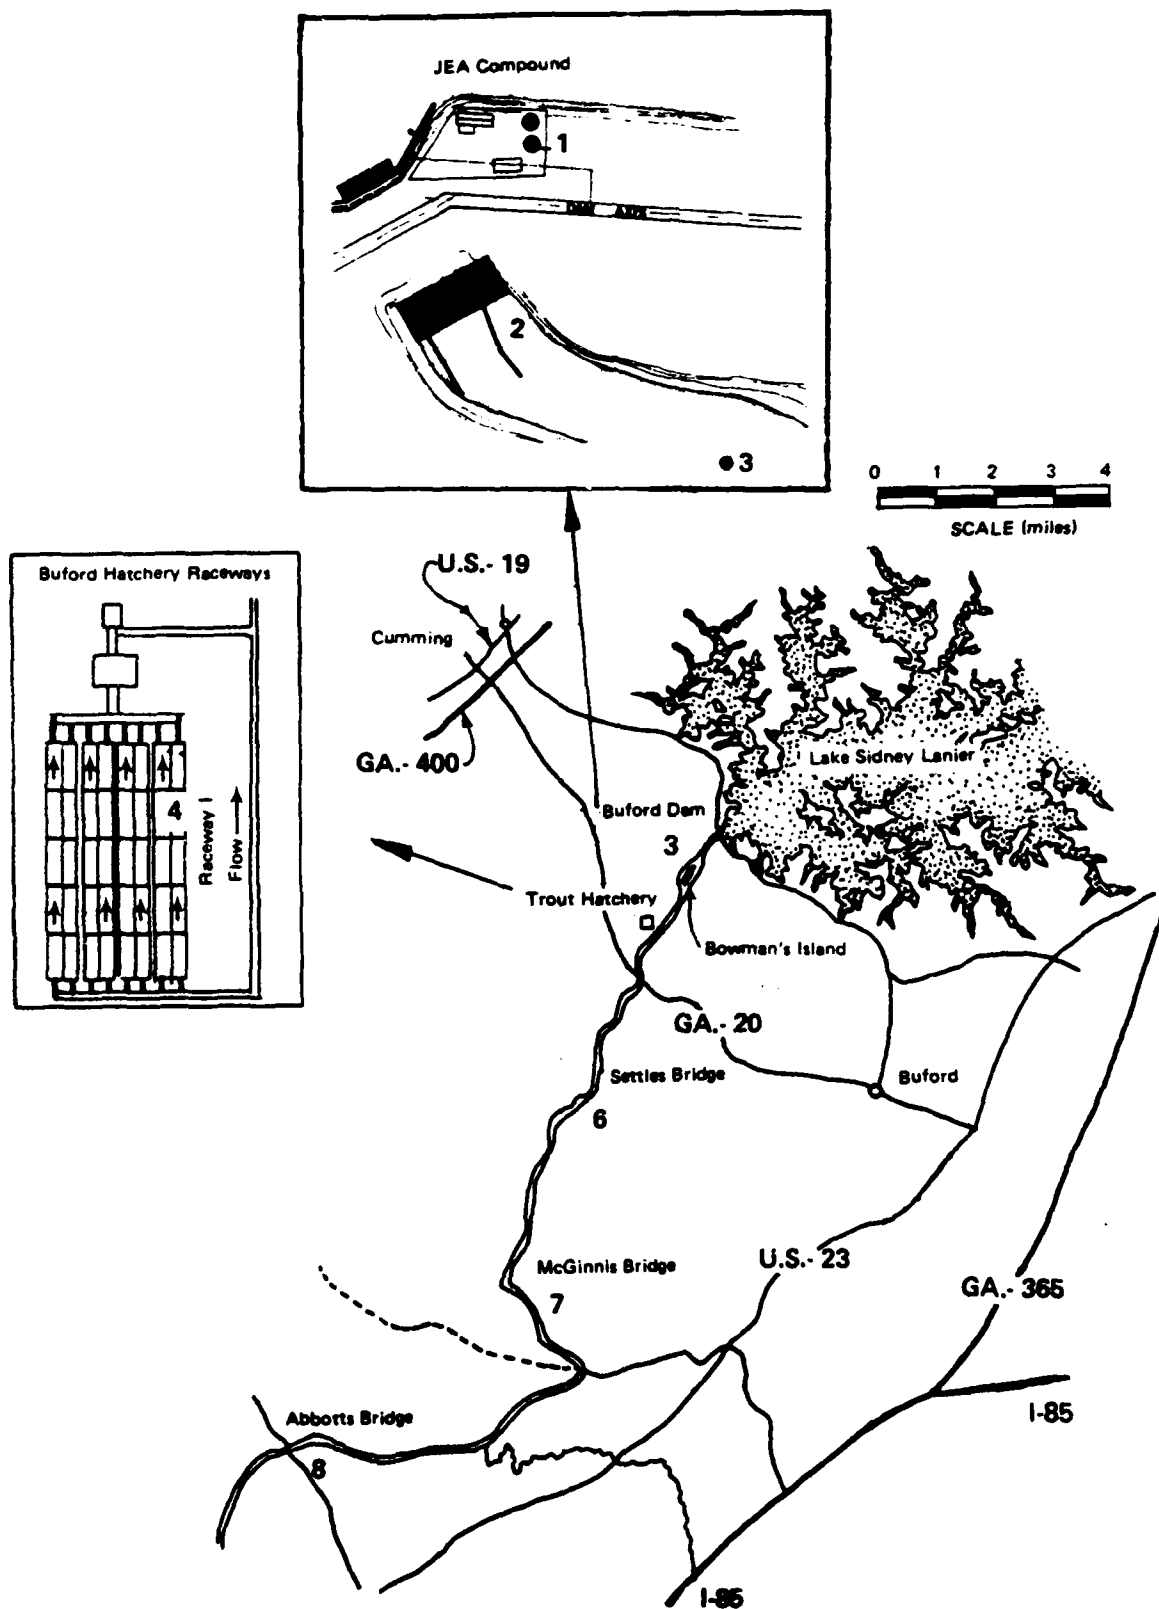 JEA Compound
1
DAM AXIS
2
3
0 1 2 3 4
SCALE (miles)
Buford Hatchery Raceways
4
Raceway I
Flow
U.S.- 19
Cumming
GA.- 400
Lake Sidney Lanier
Buford Dam
3
Trout Hatchery
Bowman's Island
GA.- 20
Settles Bridge
Buford
6
McGinnis Bridge
U.S.- 23
GA.- 365
7
I-85
Abbotts Bridge
8
I-85